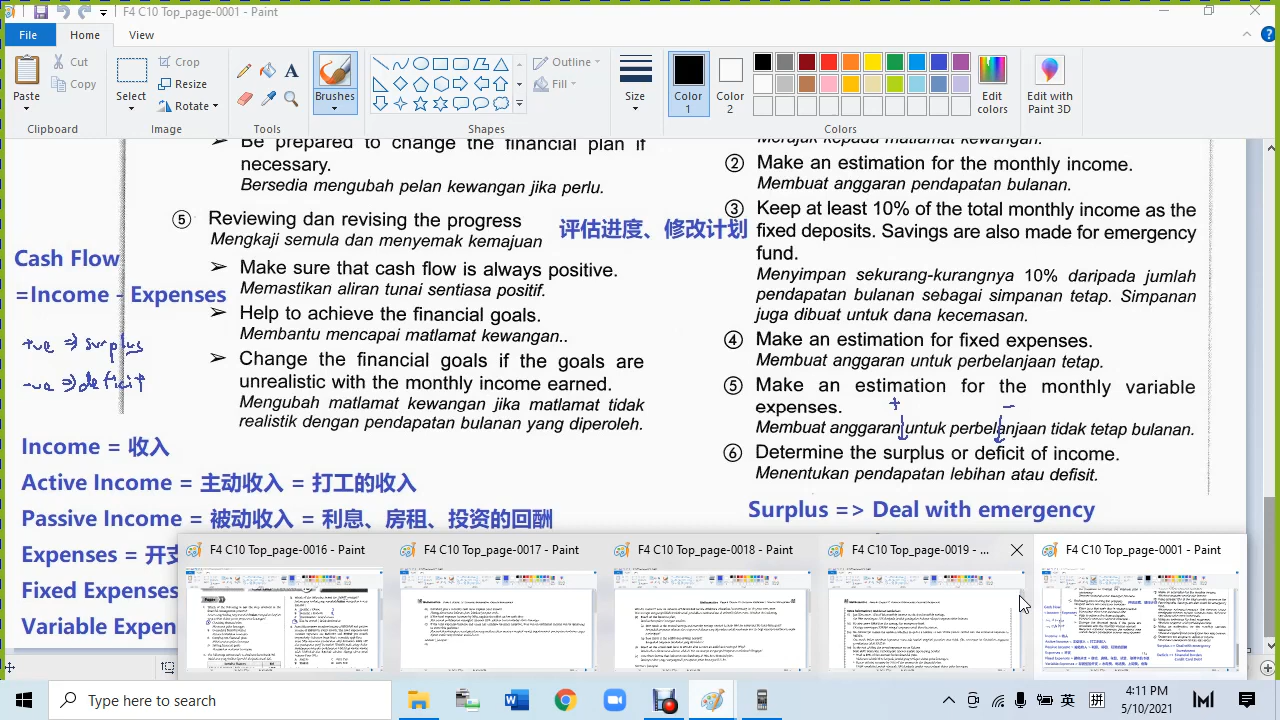 F4 C10 Top_page-0001 - Paint
File
Home
View
Paste
Cut
Copy
Clipboard
Select
Crop
Resize
Rotate
Image
Tools
Brushes
Shapes
Outline
Fill
Size
Color 1
Color 2
Colors
Edit colors
Edit with Paint 3D
Be prepared to change the financial plan if
necessary.
Bersedia mengubah pelan kewangan jika perlu.
⑤ Reviewing dan revising the progress
Mengkaji semula dan menyemak kemajuan
评估进度、修改计划
➢ Make sure that cash flow is always positive.
Memastikan aliran tunai sentiasa positif.
➢ Help to achieve the financial goals.
Membantu mencapai matlamat kewangan..
➢ Change the financial goals if the goals are
unrealistic with the monthly income earned.
Mengubah matlamat kewangan jika matlamat tidak
realistik dengan pendapatan bulanan yang diperoleh.
Cash Flow
=Income - Expenses
+ve ⇒ surplus
-ve ⇒ deficit
Income = 收入
Active Income = 主动收入 = 打工的收入
Passive Income = 被动收入 = 利息、房租、投资的回酬
Expenses = 开支
Fixed Expenses
Variable Expen
Merujuk kepada matlamat kewangan.
② Make an estimation for the monthly income.
Membuat anggaran pendapatan bulanan.
③ Keep at least 10% of the total monthly income as the
fixed deposits. Savings are also made for emergency
fund.
Menyimpan sekurang-kurangnya 10% daripada jumlah
pendapatan bulanan sebagai simpanan tetap. Simpanan
juga dibuat untuk dana kecemasan.
④ Make an estimation for fixed expenses.
Membuat anggaran untuk perbelanjaan tetap.
⑤ Make an estimation for the monthly variable
expenses.
+ −
Membuat anggaran untuk perbelanjaan tidak tetap bulanan.
⑥ Determine the surplus or deficit of income.
Menentukan pendapatan lebihan atau defisit.
Surplus => Deal with emergency
F4 C10 Top_page-0016 - Paint
F4 C10 Top_page-0017 - Paint
F4 C10 Top_page-0018 - Paint
F4 C10 Top_page-0019 - ...
F4 C10 Top_page-0001 - Paint
Type here to search
英
拼
4:11 PM
5/10/2021